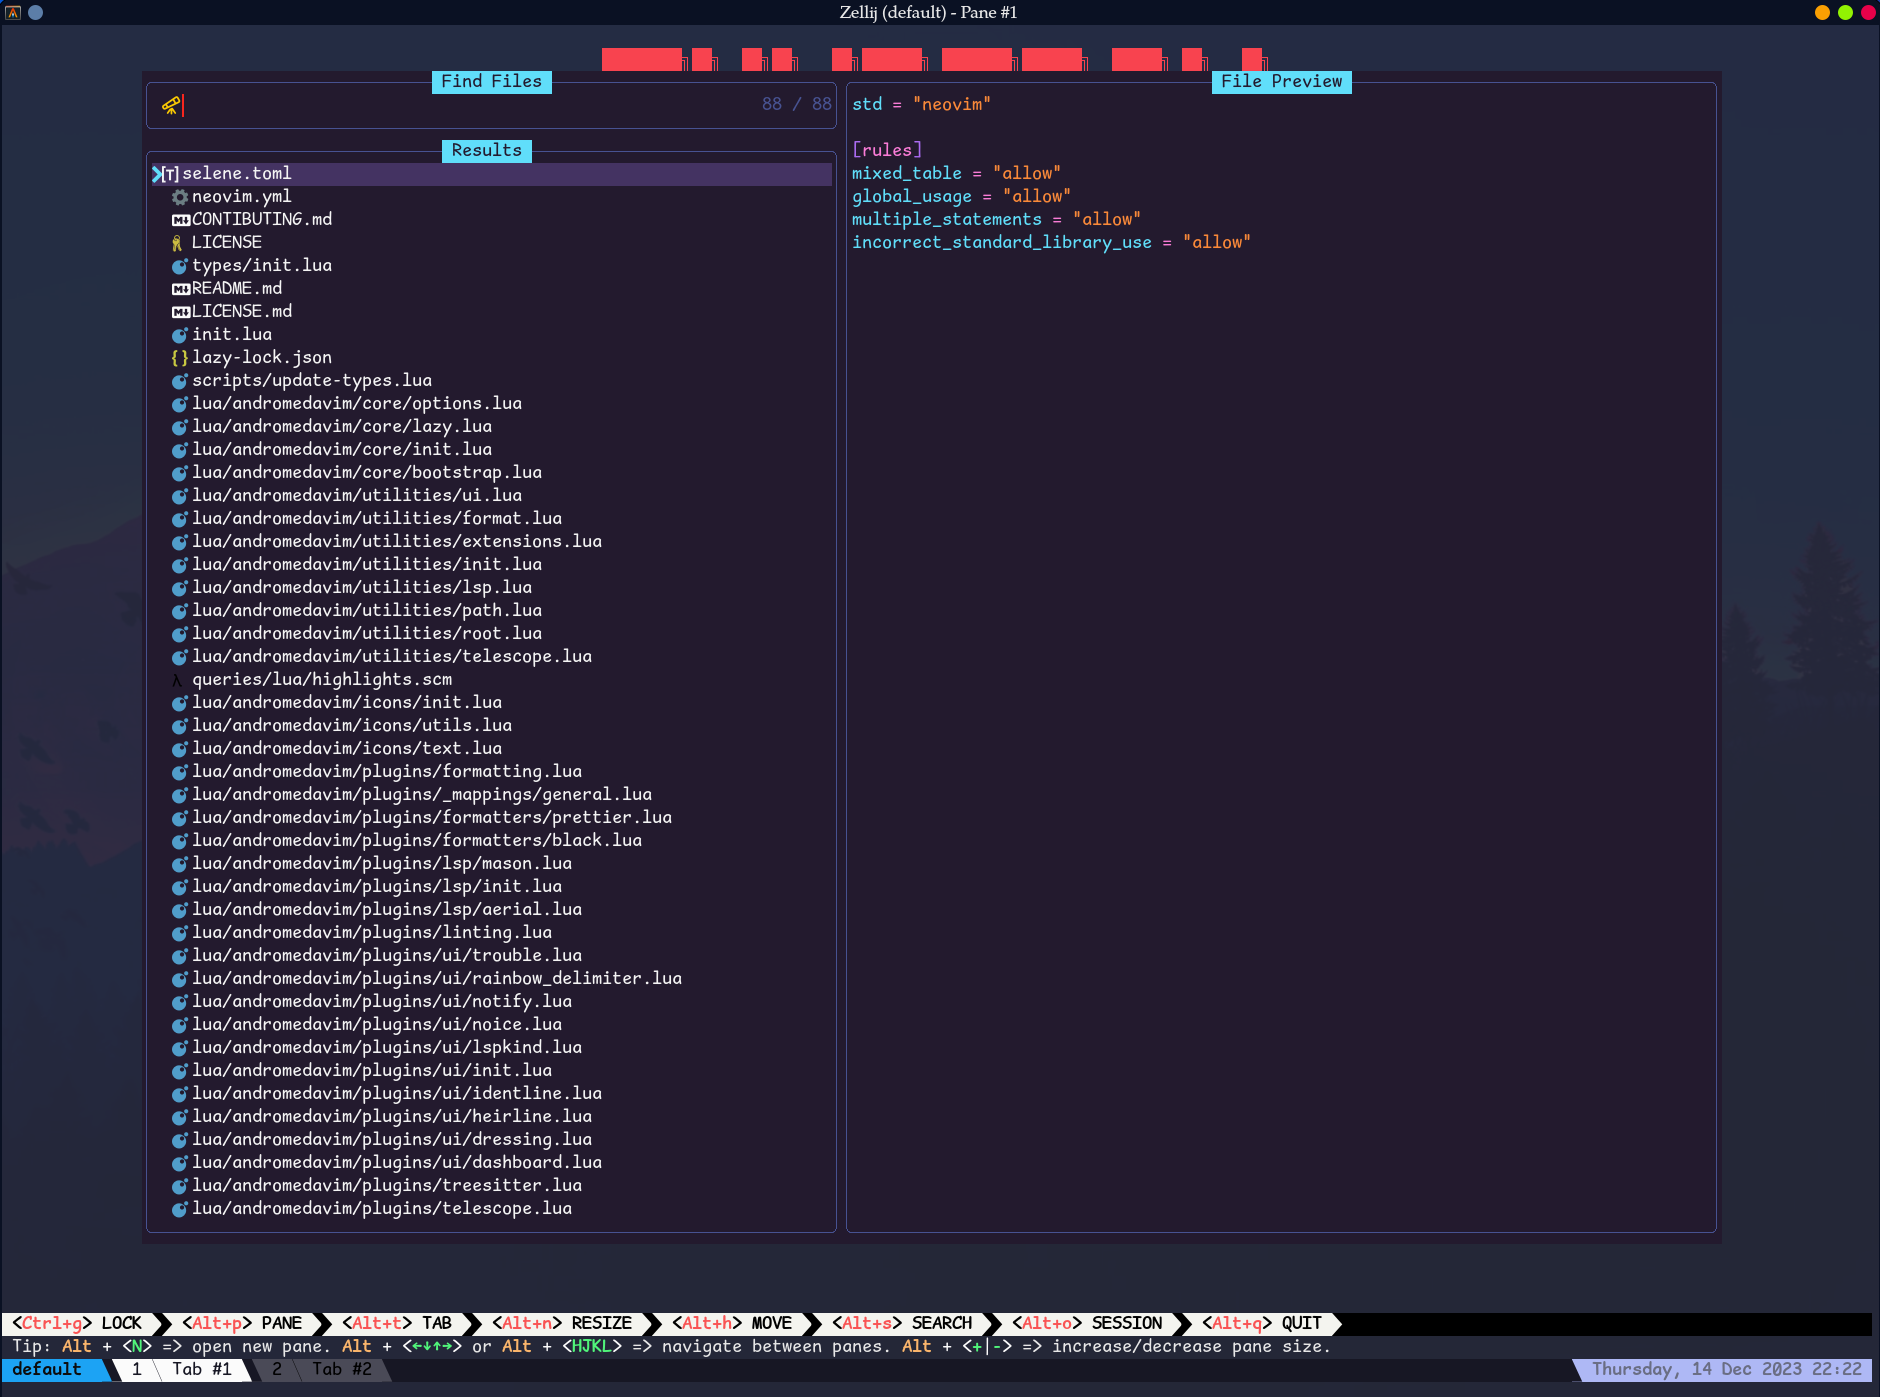 Zellij (default) - Pane #1
Find Files
88 / 88
Results
[T] selene.toml
neovim.yml
CONTIBUTING.md
LICENSE
types/init.lua
README.md
LICENSE.md
init.lua
{} lazy-lock.json
scripts/update-types.lua
lua/andromedavim/core/options.lua
lua/andromedavim/core/lazy.lua
lua/andromedavim/core/init.lua
lua/andromedavim/core/bootstrap.lua
lua/andromedavim/utilities/ui.lua
lua/andromedavim/utilities/format.lua
lua/andromedavim/utilities/extensions.lua
lua/andromedavim/utilities/init.lua
lua/andromedavim/utilities/lsp.lua
lua/andromedavim/utilities/path.lua
lua/andromedavim/utilities/root.lua
lua/andromedavim/utilities/telescope.lua
λ queries/lua/highlights.scm
lua/andromedavim/icons/init.lua
lua/andromedavim/icons/utils.lua
lua/andromedavim/icons/text.lua
lua/andromedavim/plugins/formatting.lua
lua/andromedavim/plugins/_mappings/general.lua
lua/andromedavim/plugins/formatters/prettier.lua
lua/andromedavim/plugins/formatters/black.lua
lua/andromedavim/plugins/lsp/mason.lua
lua/andromedavim/plugins/lsp/init.lua
lua/andromedavim/plugins/lsp/aerial.lua
lua/andromedavim/plugins/linting.lua
lua/andromedavim/plugins/ui/trouble.lua
lua/andromedavim/plugins/ui/rainbow_delimiter.lua
lua/andromedavim/plugins/ui/notify.lua
lua/andromedavim/plugins/ui/noice.lua
lua/andromedavim/plugins/ui/lspkind.lua
lua/andromedavim/plugins/ui/init.lua
lua/andromedavim/plugins/ui/identline.lua
lua/andromedavim/plugins/ui/heirline.lua
lua/andromedavim/plugins/ui/dressing.lua
lua/andromedavim/plugins/ui/dashboard.lua
lua/andromedavim/plugins/treesitter.lua
lua/andromedavim/plugins/telescope.lua
File Preview
std = "neovim"
[rules]
mixed_table = "allow"
global_usage = "allow"
multiple_statements = "allow"
incorrect_standard_library_use = "allow"
<Ctrl+g> LOCK <Alt+p> PANE <Alt+t> TAB <Alt+n> RESIZE <Alt+h> MOVE <Alt+s> SEARCH <Alt+o> SESSION <Alt+q> QUIT
Tip: Alt + <N> => open new pane. Alt + <←↓↑→> or Alt + <HJKL> => navigate between panes. Alt + <+|-> => increase/decrease pane size.
default 1 Tab #1 2 Tab #2 Thursday, 14 Dec 2023 22:22